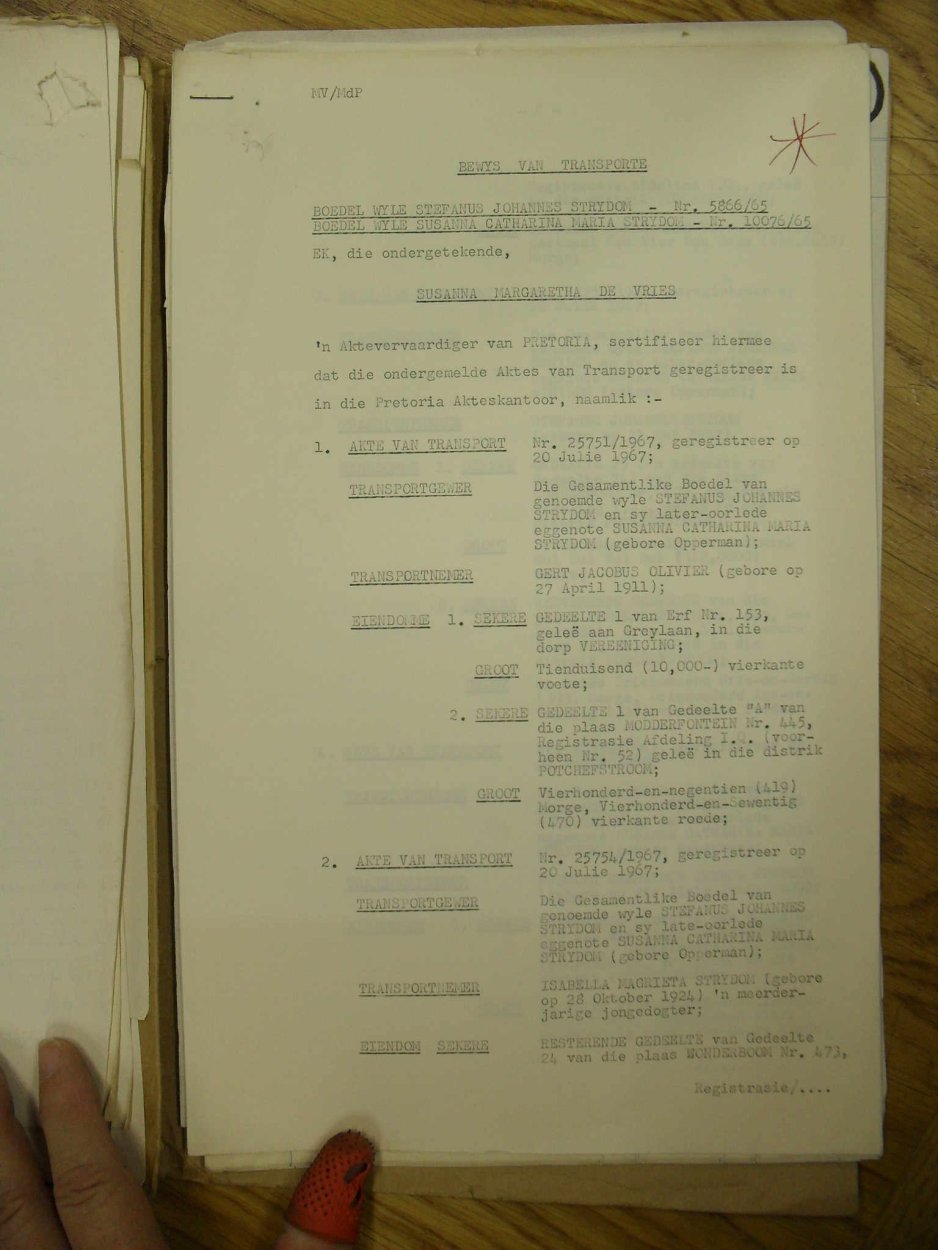 MV/MdP
BEWYS VAN TRANSPORTE
BOEDEL WYLE STEFANUS JOHANNES STRYDOM - Nr. 5866/65
BOEDEL WYLE SUSANNA CATHARINA MARIA STRYDOM - Nr. 10076/65
EK, die ondergetekende,
SUSANNA MARGARETHA DE VRIES
'n Aktevervaardiger van PRETORIA, sertifiseer hiermee
dat die ondergemelde Aktes van Transport geregistreer is
in die Pretoria Akteskantoor, naamlik :-
1. AKTE VAN TRANSPORT Nr. 25751/1967, geregistreer op
20 Julie 1967;
TRANSPORTGEWER Die Gesamentlike Boedel van
genoemde wyle STEFANUS JOHANNES
STRYDOM en sy later-oorlede
eggenote SUSANNA CATHARINA MARIA
STRYDOM (gebore Opperman);
TRANSPORTNEMER GERT JACOBUS OLIVIER (gebore op
27 April 1911);
EIENDOMME 1. SEKERE GEDEELTE 1 van Erf Nr. 153,
geleë aan Greylaan, in die
dorp VEREENIGING;
GROOT Tienduisend (10,000-) vierkante
voete;
2. SEKERE GEDEELTE 1 van Gedeelte "A" van
die plaas MODDERFONTEIN Nr. 445,
Registrasie Afdeling I.Q. (voor-
heen Nr. 52) geleë in die distrik
POTCHEFSTROOM;
GROOT Vierhonderd-en-negentien (419)
Morge, Vierhonderd-en-Sewentig
(470) vierkante roede;
2. AKTE VAN TRANSPORT Nr. 25754/1967, geregistreer op
20 Julie 1967;
TRANSPORTGEWER Die Gesamentlike Boedel van
genoemde wyle STEFANUS JOHANNES
STRYDOM en sy late-oorlede
eggenote SUSANNA CATHARINA MARIA
STRYDOM (gebore Opperman);
TRANSPORTNEMER ISABELLA MAGRIETA STRYDOM (gebore
op 28 Oktober 1924) 'n meerder-
jarige jongedogter;
EIENDOM SEKERE RESTERENDE GEDEELTE van Gedeelte
24 van die plaas WONDERBOOM Nr. 473,
Registrasie/....